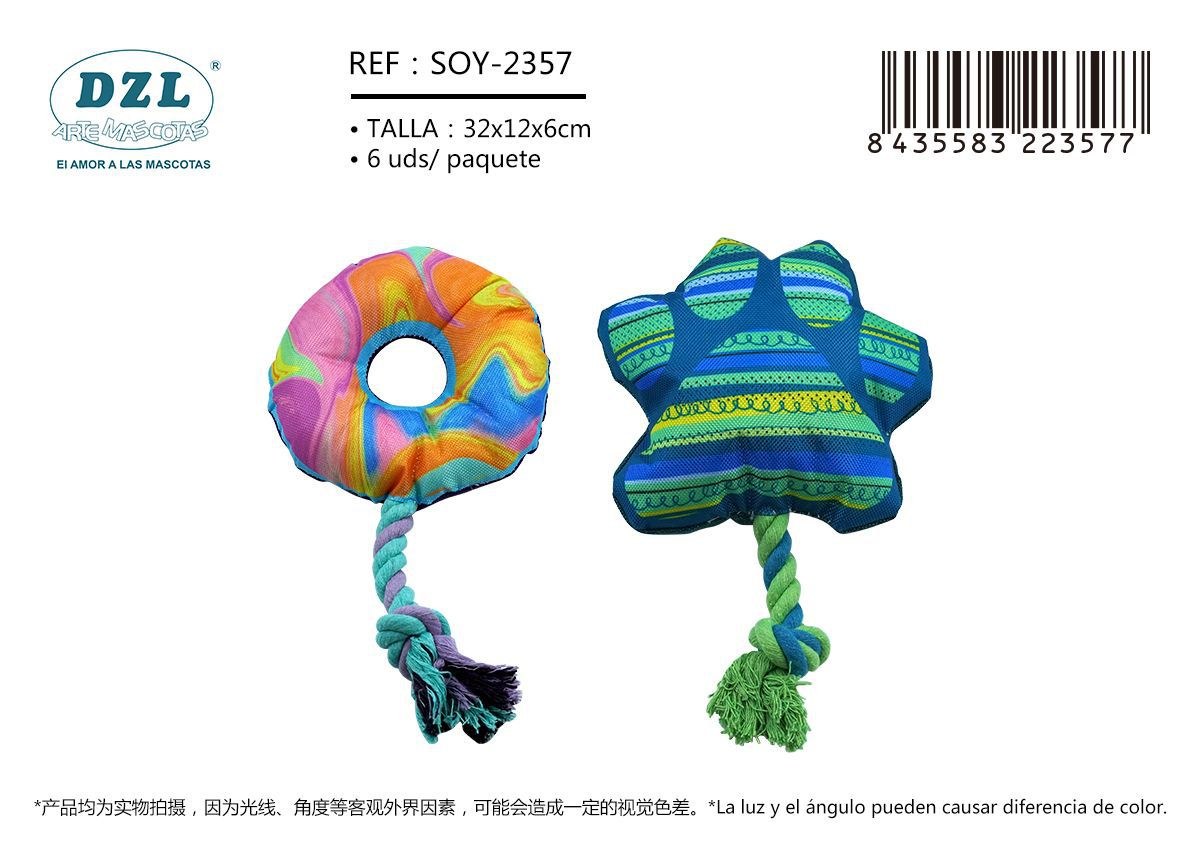 DZL
®
ARTE MASCOTAS
El AMOR A LAS MASCOTAS
REF：SOY-2357
• TALLA：32x12x6cm
• 6 uds/ paquete
8 435583 223577
*产品均为实物拍摄，因为光线、角度等客观外界因素，可能会造成一定的视觉色差。*La luz y el ángulo pueden causar diferencia de color.